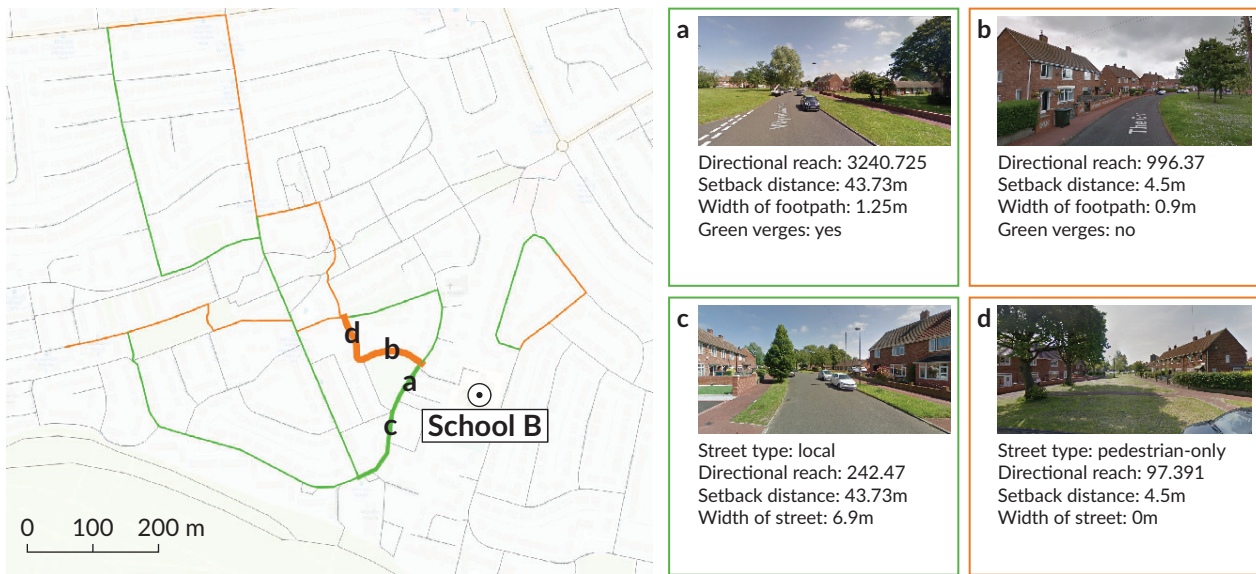 a
Directional reach: 3240.725
Setback distance: 43.73m
Width of footpath: 1.25m
Green verges: yes
b
Directional reach: 996.37
Setback distance: 4.5m
Width of footpath: 0.9m
Green verges: no
d
b
a
c
School B
0 100 200 m
c
Street type: local
Directional reach: 242.47
Setback distance: 43.73m
Width of street: 6.9m
d
Street type: pedestrian-only
Directional reach: 97.391
Setback distance: 4.5m
Width of street: 0m